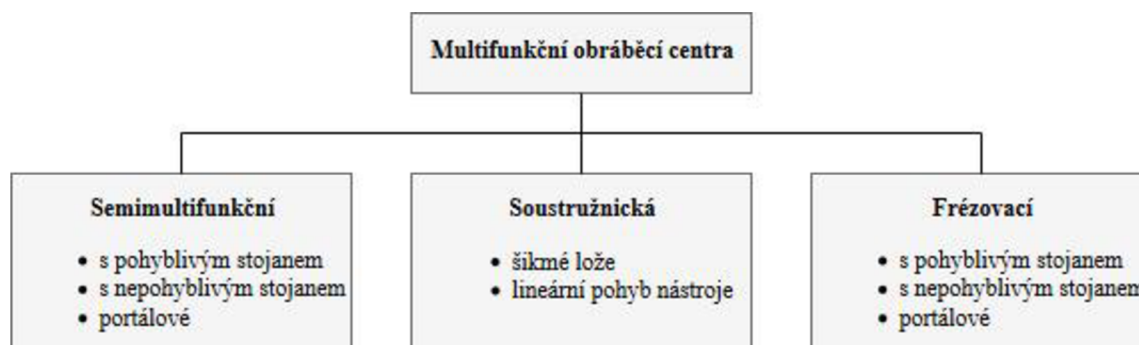 Multifunkční obráběcí centra
Semimultifunkční
• s pohyblivým stojanem
• s nepohyblivým stojanem
• portálové
Soustružnická
• šikmé lože
• lineární pohyb nástroje
Frézovací
• s pohyblivým stojanem
• s nepohyblivým stojanem
• portálové